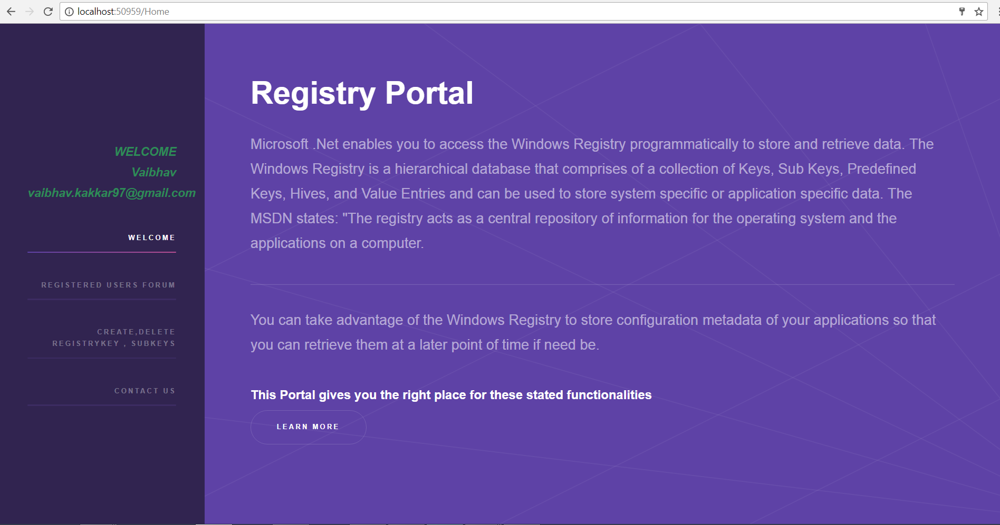 localhost:50959/Home
WELCOME
Vaibhav
vaibhav.kakkar97@gmail.com
WELCOME
REGISTERED USERS FORUM
CREATE,DELETE
REGISTRYKEY , SUBKEYS
CONTACT US
Registry Portal
Microsoft .Net enables you to access the Windows Registry programmatically to store and retrieve data. The
Windows Registry is a hierarchical database that comprises of a collection of Keys, Sub Keys, Predefined
Keys, Hives, and Value Entries and can be used to store system specific or application specific data. The
MSDN states: "The registry acts as a central repository of information for the operating system and the
applications on a computer.
You can take advantage of the Windows Registry to store configuration metadata of your applications so that
you can retrieve them at a later point of time if need be.
This Portal gives you the right place for these stated functionalities
LEARN MORE